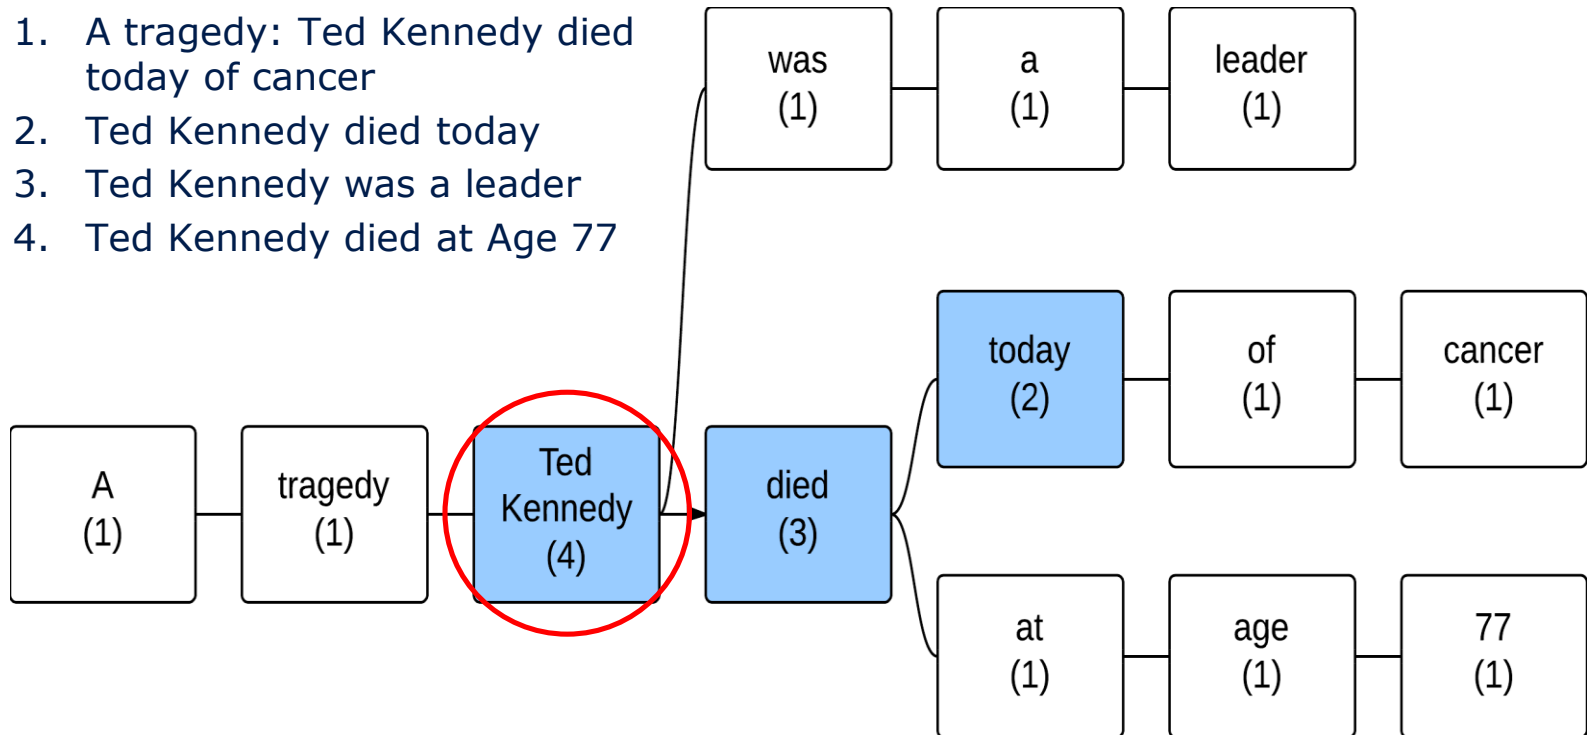 1. A tragedy: Ted Kennedy died
today of cancer
2. Ted Kennedy died today
3. Ted Kennedy was a leader
4. Ted Kennedy died at Age 77
was
(1)
a
(1)
leader
(1)
today
(2)
of
(1)
cancer
(1)
A
(1)
tragedy
(1)
Ted
Kennedy
(4)
died
(3)
at
(1)
age
(1)
77
(1)